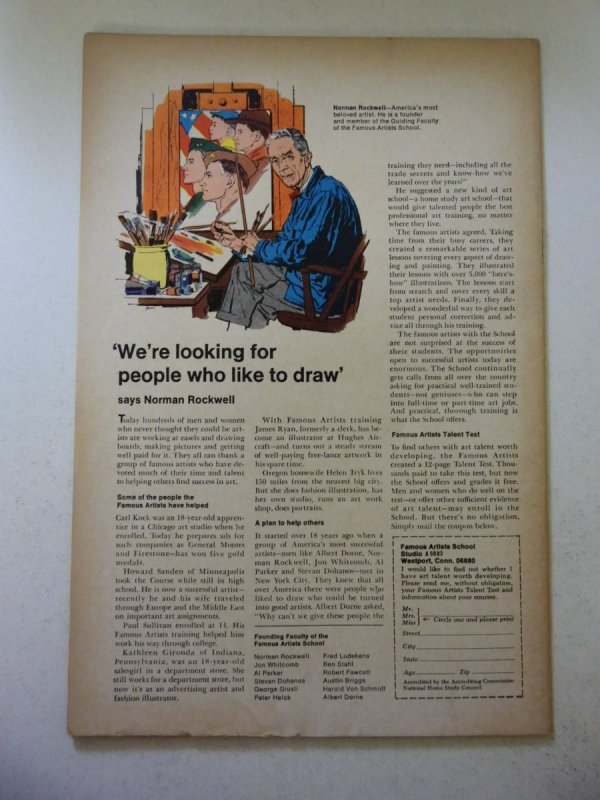 Norman Rockwell—America's most
beloved artist. He is a founder
and member of the Guiding Faculty
of the Famous Artists School.
'We're looking for
people who like to draw'
says Norman Rockwell
Today hundreds of men and women
who never thought they could be art-
ists are working at easels and drawing
boards, making pictures and getting
well paid for it. They all can thank a
group of famous artists who have de-
voted much of their time and talent
to helping others find success in art.
Some of the people the
Famous Artists have helped
Carl Kock was an 18-year-old appren-
tice in a Chicago art studio when he
enrolled. Today he prepares ads for
such companies as General Motors
and Firestone—has won five gold
medals.
Howard Sanden of Minneapolis
took the Course while still in high
school. He is now a successful artist—
recently he and his wife traveled
through Europe and the Middle East
on important art assignments.
Paul Sullivan enrolled at 14. His
Famous Artists training helped him
work his way through college.
Kathleen Gironda of Indiana,
Pennsylvania, was an 18-year-old
salesgirl in a department store. She
still works for a department store, but
now it's as an advertising artist and
fashion illustrator.
With Famous Artists training
James Ryan, formerly a clerk, has be-
come an illustrator at Hughes Air-
craft—and turns out a steady stream
of well-paying free-lance artwork in
his spare time.
Oregon housewife Helen Tryk lives
150 miles from the nearest big city.
But she does fashion illustration, has
her own studio, runs an art work
shop, does portraits.
A plan to help others
It started over 18 years ago when a
group of America's most successful
artists—men like Albert Dorne, Nor-
man Rockwell, Jon Whitcomb, Al
Parker and Stevan Dohanos—met in
New York City. They knew that all
over America there were people who
liked to draw who could be turned
into good artists. Albert Dorne asked,
"Why can't we give these people the
Founding Faculty of the
Famous Artists School
Norman Rockwell
Jon Whitcomb
Al Parker
Stevan Dohanos
George Giusti
Peter Helck
Fred Ludekens
Ben Stahl
Robert Fawcett
Austin Briggs
Harold Von Schmidt
Albert Dorne
training they need—including all the
trade secrets and know-how we've
learned over the years?"
He suggested a new kind of art
school—a home study art school—that
would give talented people the best
professional art training, no matter
where they live.
The famous artists agreed. Taking
time from their busy careers, they
created a remarkable series of art
lessons covering every aspect of draw-
ing and painting. They illustrated
their lessons with over 5,000 "here's-
how" illustrations. The lessons start
from scratch and cover every skill a
top artist needs. Finally, they de-
veloped a wonderful way to give each
student personal correction and ad-
vice all through his training.
The famous artists with the School
are not surprised at the success of
their students. The opportunities
open to successful artists today are
enormous. The School continually
gets calls from all over the country
asking for practical well-trained stu-
dents—not geniuses—who can step
into full-time or part-time art jobs.
And practical, thorough training is
what the School offers.
Famous Artists Talent Test
To find others with art talent worth
developing, the Famous Artists
created a 12-page Talent Test. Thou-
sands paid to take this test, but now
the School offers and grades it free.
Men and women who do well on the
test—or offer other sufficient evidence
of art talent—may enroll in the
School. But there's no obligation.
Simply mail the coupon below.
Famous Artists School
Studio
Westport, Conn. 06880
I would like to find out whether I
have art talent worth developing.
Please send me, without obligation,
your Famous Artists Talent Test and
information about your courses.
Mr.
Mrs.
Miss
← Circle one and please print
Street
City
State
Age Zip
Accredited by the Accrediting Commission
National Home Study Council